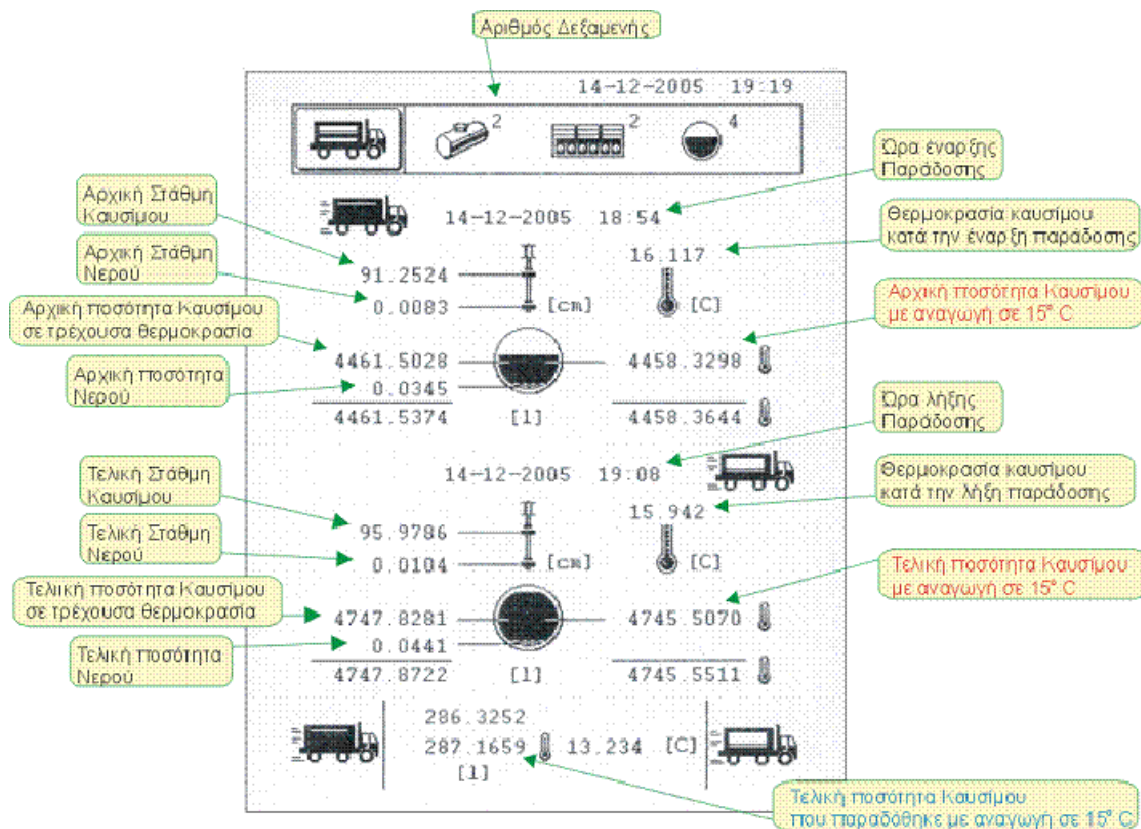 Αριθμός Δεξαμενής
14-12-2005 19:19
2 2 4
Ώρα έναρξης
Παράδοσης
Αρχική Στάθμη
Καυσίμου
14-12-2005 18:54
Θερμοκρασία καυσίμου
κατά την έναρξη παράδοσης
Αρχική Στάθμη
Νερού
16.117
91.2524
0.0083 [cm] [C]
Αρχική ποσότητα Καυσίμου
σε τρέχουσα θερμοκρασία
Αρχική ποσότητα Καυσίμου
με αναγωγή σε 15° C
4461.5028 4458.3298
Αρχική ποσότητα
Νερού
0.0345
4461.5374 [l] 4458.3644
Ώρα λήξης
Παράδοσης
14-12-2005 19:08
Τελική Στάθμη
Καυσίμου
Θερμοκρασία καυσίμου
κατά την λήξη παράδοσης
15.942
95.9786
Τελική Στάθμη
Νερού
0.0104 [cm] [C]
Τελιική ποσότητα Καυσίμου
σε τρέχουσα θερμοκρασία
Τελική ποσότητα Καυσίμου
με αναγωγή σε 15° C
4747.8281 4745.5070
0.0441
Τελική ποσότητα
Νερού
4747.8722 [l] 4745.5511
286.3252
287.1659 13.234 [C]
[l]
Τελική ποσότητα Καυσίμου
που παραδόθηκε με αναγωγή σε 15° C